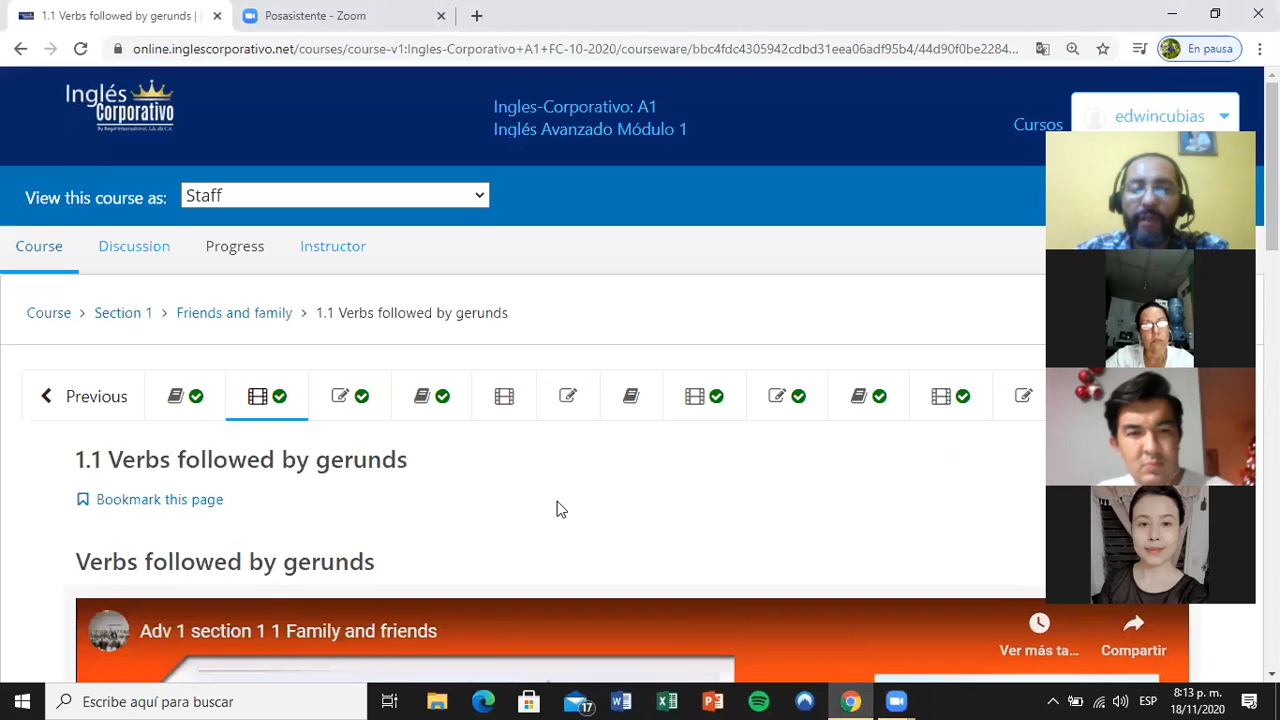 1.1 Verbs followed by gerunds |
Posasistente - Zoom
online.inglescorporativo.net/courses/course-v1:Ingles-Corporativo+A1+FC-10-2020/courseware/bbc4fdc4305942cdbd31eea06adf95b4/44d90f0be2284...
En pausa
Inglés
Corporativo
Ingles-Corporativo: A1
Inglés Avanzado Módulo 1
Cursos
edwincubias
View this course as:
Staff
Course
Discussion
Progress
Instructor
Course > Section 1 > Friends and family > 1.1 Verbs followed by gerunds
Previous
1.1 Verbs followed by gerunds
Bookmark this page
Verbs followed by gerunds
Adv 1 section 1 1 Family and friends
Ver más ta...
Compartir
Escribe aquí para buscar
17
ESP
8:13 p. m.
18/11/2020